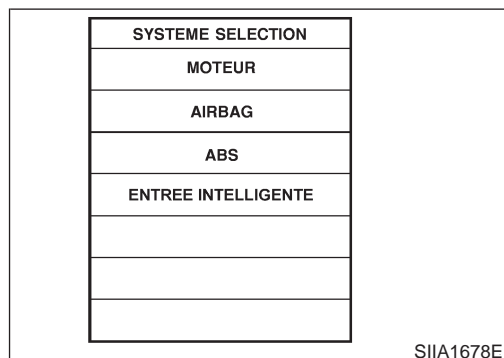 SYSTEME SELECTION
MOTEUR
AIRBAG
ABS
ENTREE INTELLIGENTE
SIIA1678E